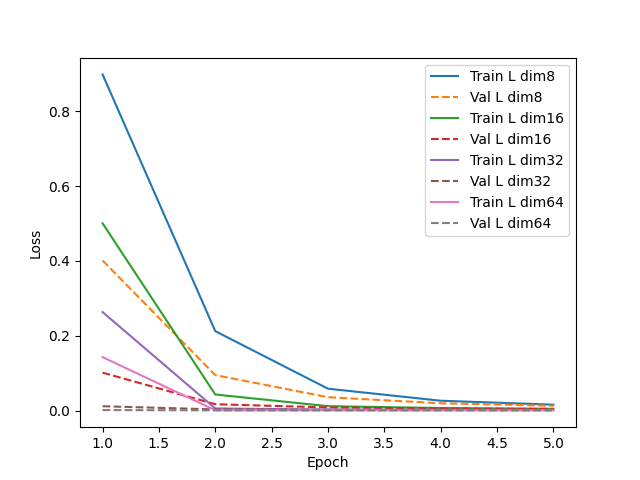 Train L dim8
Val L dim8
Train L dim16
Val L dim16
Train L dim32
Val L dim32
Train L dim64
Val L dim64
0.8
0.6
0.4
0.2
0.0
Loss
1.0 1.5 2.0 2.5 3.0 3.5 4.0 4.5 5.0
Epoch